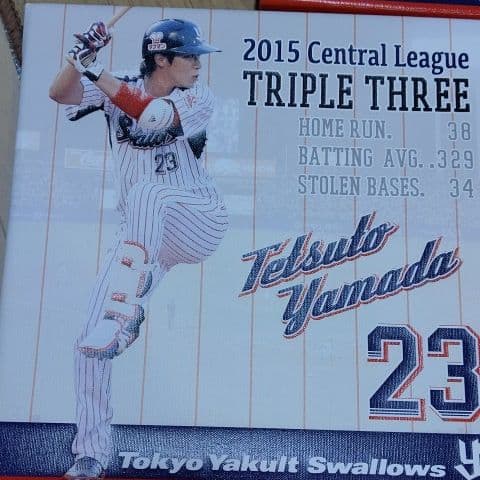 2015 Central League
TRIPLE THREE
HOME RUN. 38
BATTING AVG. .329
STOLEN BASES. 34
Tetsuto
Yamada
23
23
Tokyo Yakult Swallows